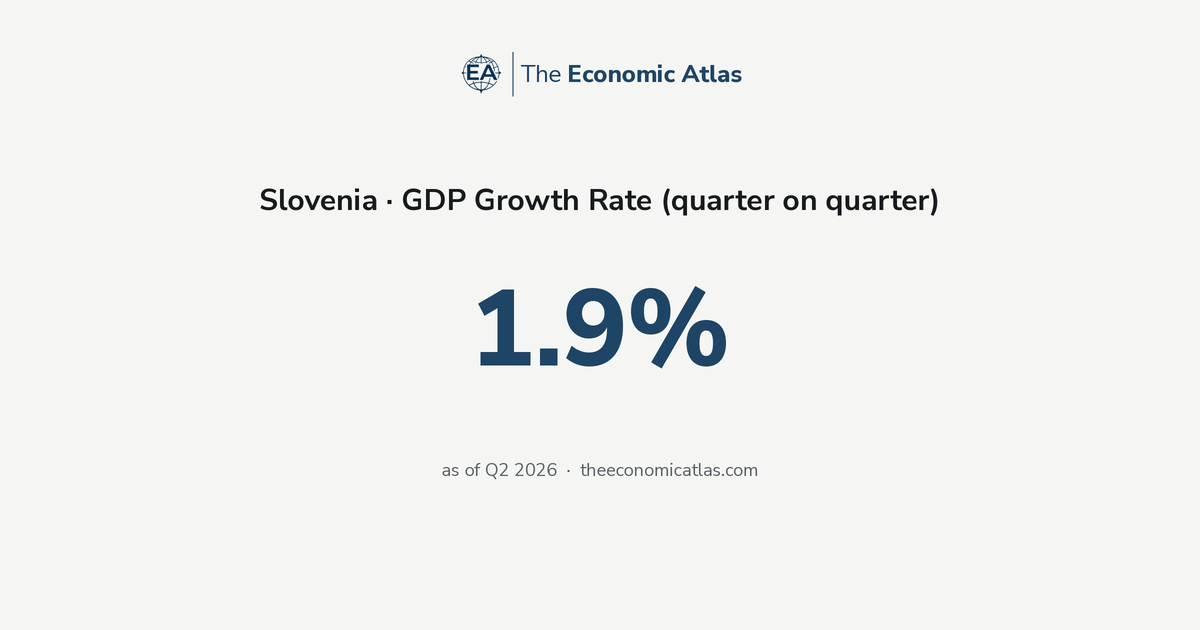 EA The Economic Atlas
Slovenia · GDP Growth Rate (quarter on quarter)
1.9%
as of Q2 2026 · theeconomicatlas.com